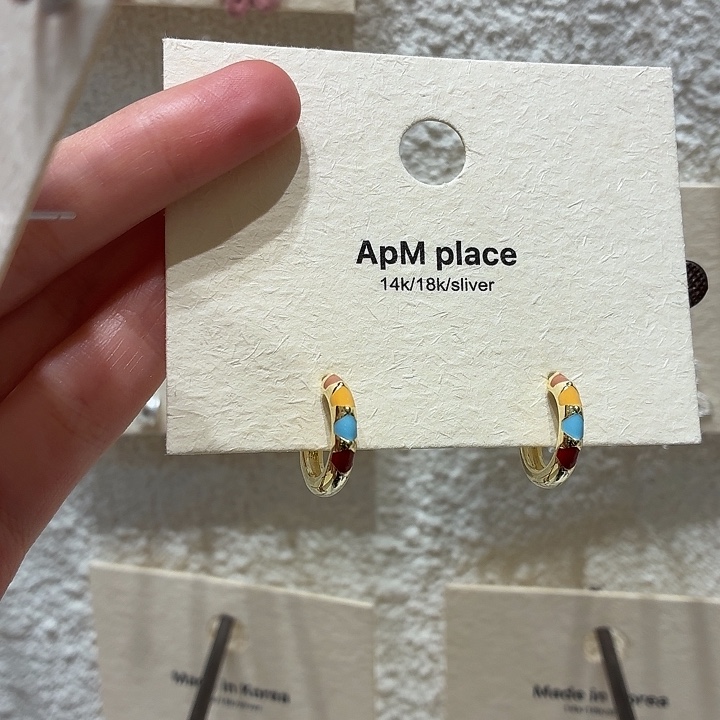 ApM place
14k/18k/sliver
Made in Korea
Made in Korea